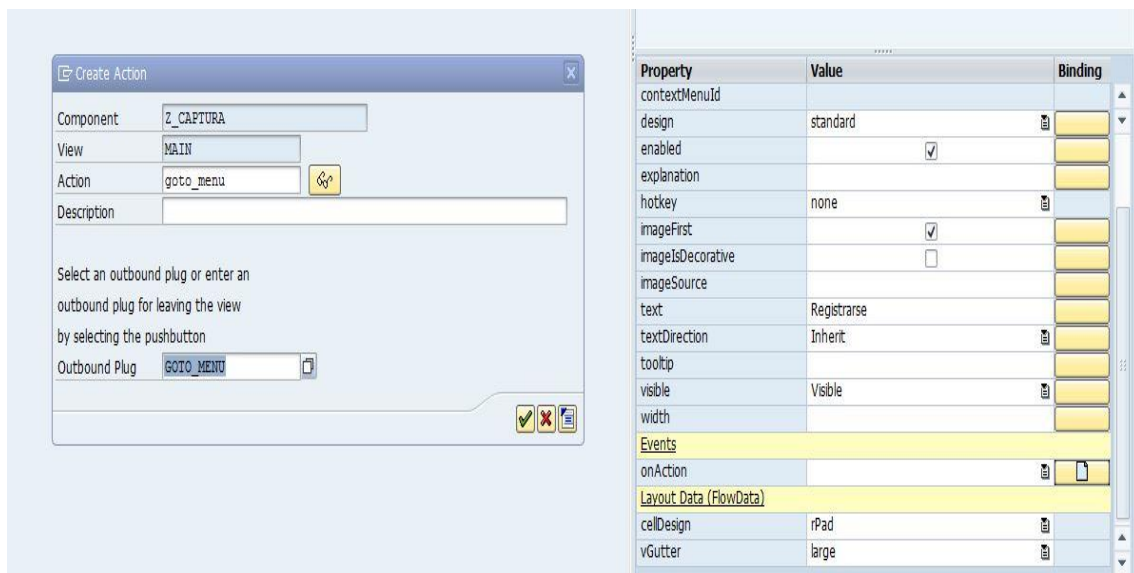 Create Action
Component Z_CAPTURA
View MAIN
Action goto_menu
Description
Select an outbound plug or enter an
outbound plug for leaving the view
by selecting the pushbutton
Outbound Plug GOTO_MENU
Property Value Binding
contextMenuId
design standard
enabled
explanation
hotkey none
imageFirst
imageIsDecorative
imageSource
text Registrarse
textDirection Inherit
tooltip
visible Visible
width
Events
onAction
Layout Data (FlowData)
cellDesign rPad
vGutter large